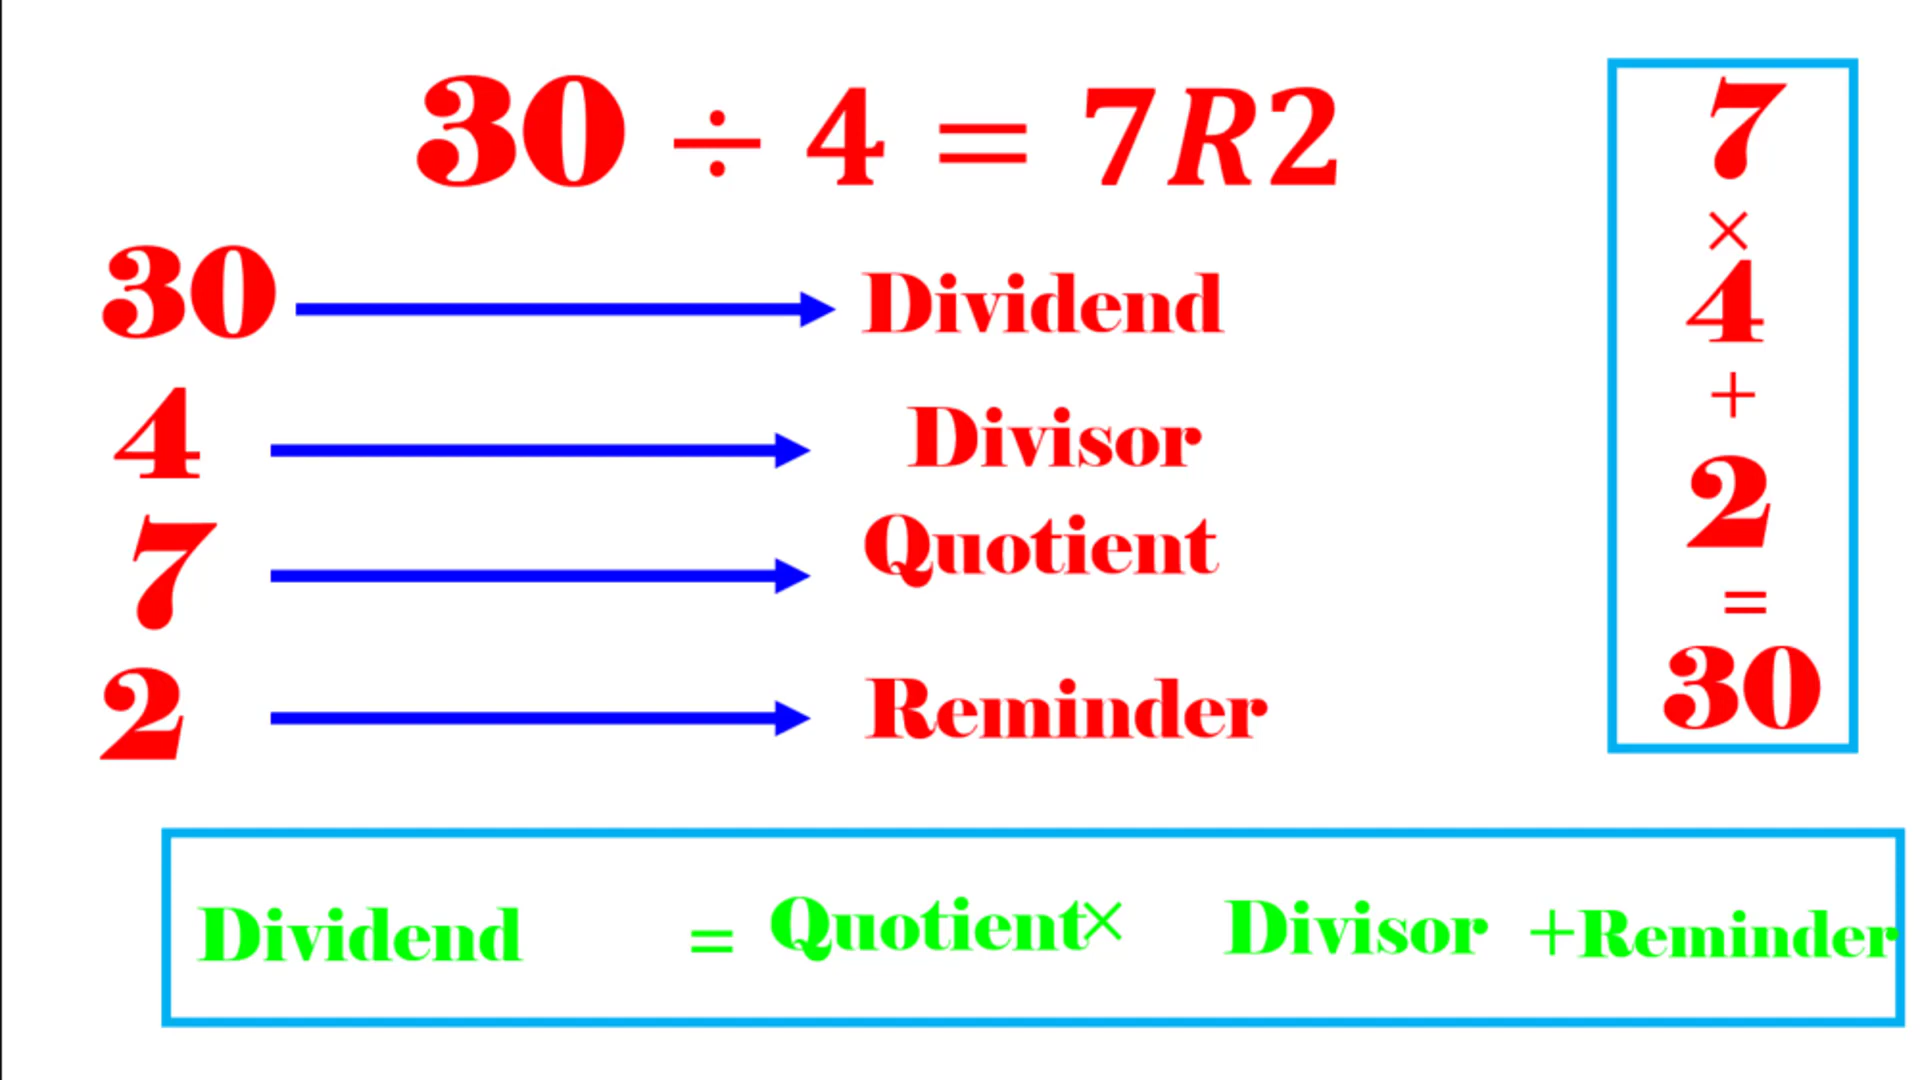 30 ÷ 4 = 7R2
30 Dividend
4 Divisor
7 Quotient
2 Reminder
7
×
4
+
2
=
30
Dividend = Quotient× Divisor +Reminder